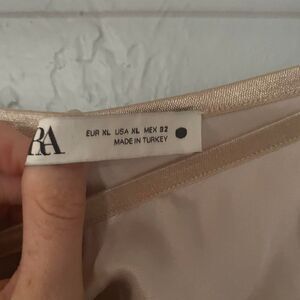 RA
EUR XL USA XL MEX 32
MADE IN TURKEY